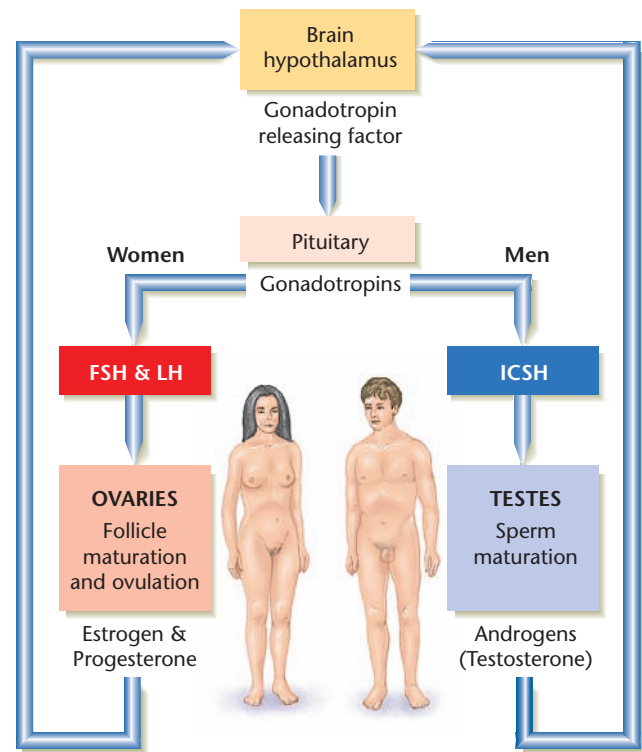 Brain
hypothalamus
Gonadotropin
releasing factor
Pituitary
Women
Men
Gonadotropins
FSH & LH
ICSH
OVARIES
Follicle
maturation
and ovulation
TESTES
Sperm
maturation
Estrogen &
Progesterone
Androgens
(Testosterone)